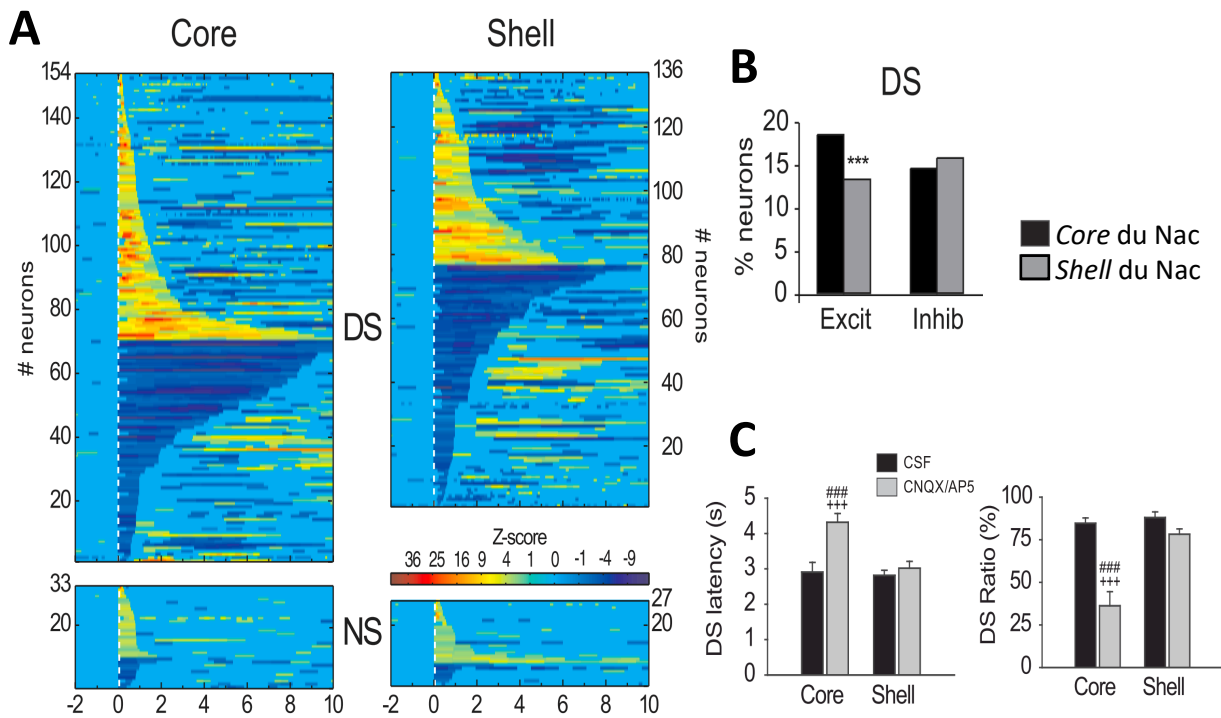 A
Core
Shell
154
140
120
100
80
60
40
20
# neurons
136
120
100
80
60
40
20
# neurons
DS
Z-score
36 25 16 9 4 1 0 -1 -4 -9
33
20
NS
27
20
-2 0 2 4 6 8 10
-2 0 2 4 6 8 10
B
DS
20
15
10
5
0
% neurons
***
Excit Inhib
Core du Nac
Shell du Nac
C
CSF
CNQX/AP5
5
4
3
2
1
0
DS latency (s)
###
+++
Core Shell
100
75
50
25
0
DS Ratio (%)
###
+++
Core Shell